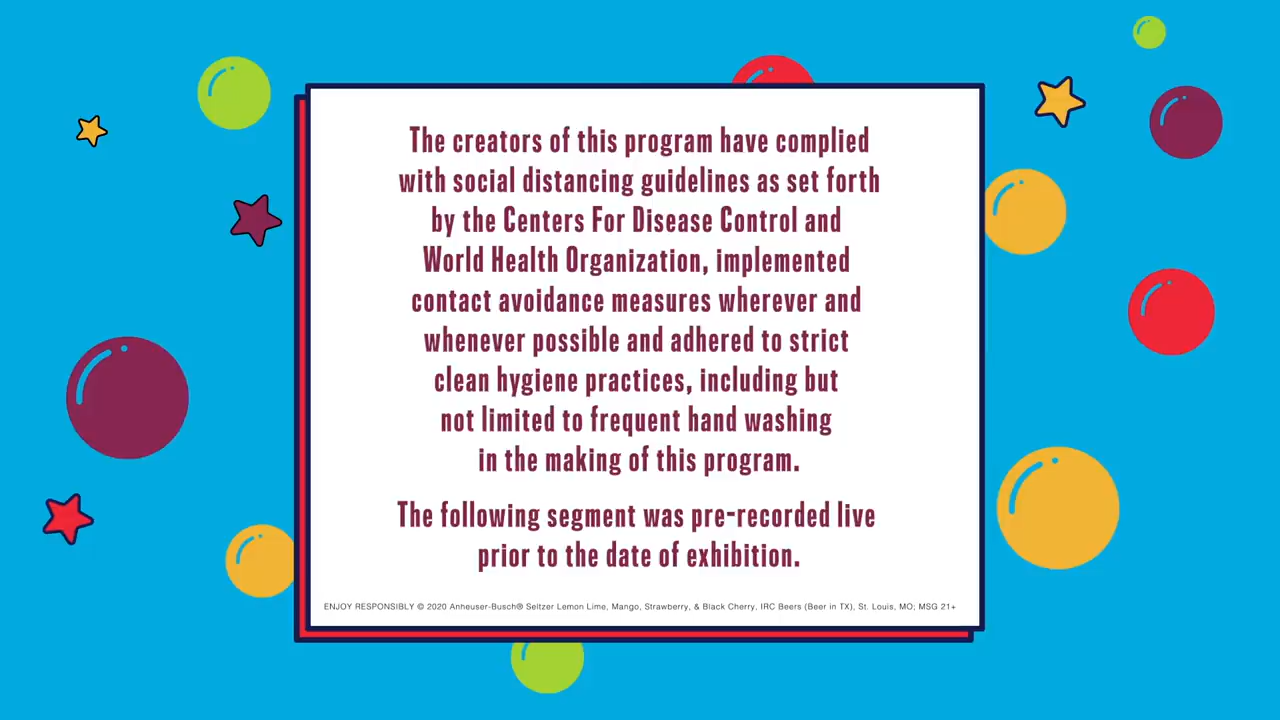 The creators of this program have complied
with social distancing guidelines as set forth
by the Centers For Disease Control and
World Health Organization, implemented
contact avoidance measures wherever and
whenever possible and adhered to strict
clean hygiene practices, including but
not limited to frequent hand washing
in the making of this program.
The following segment was pre-recorded live
prior to the date of exhibition.
ENJOY RESPONSIBLY © 2020 Anheuser-Busch® Seltzer Lemon Lime, Mango, Strawberry, & Black Cherry, IRC Beers (Beer in TX), St. Louis, MO; MSG 21+